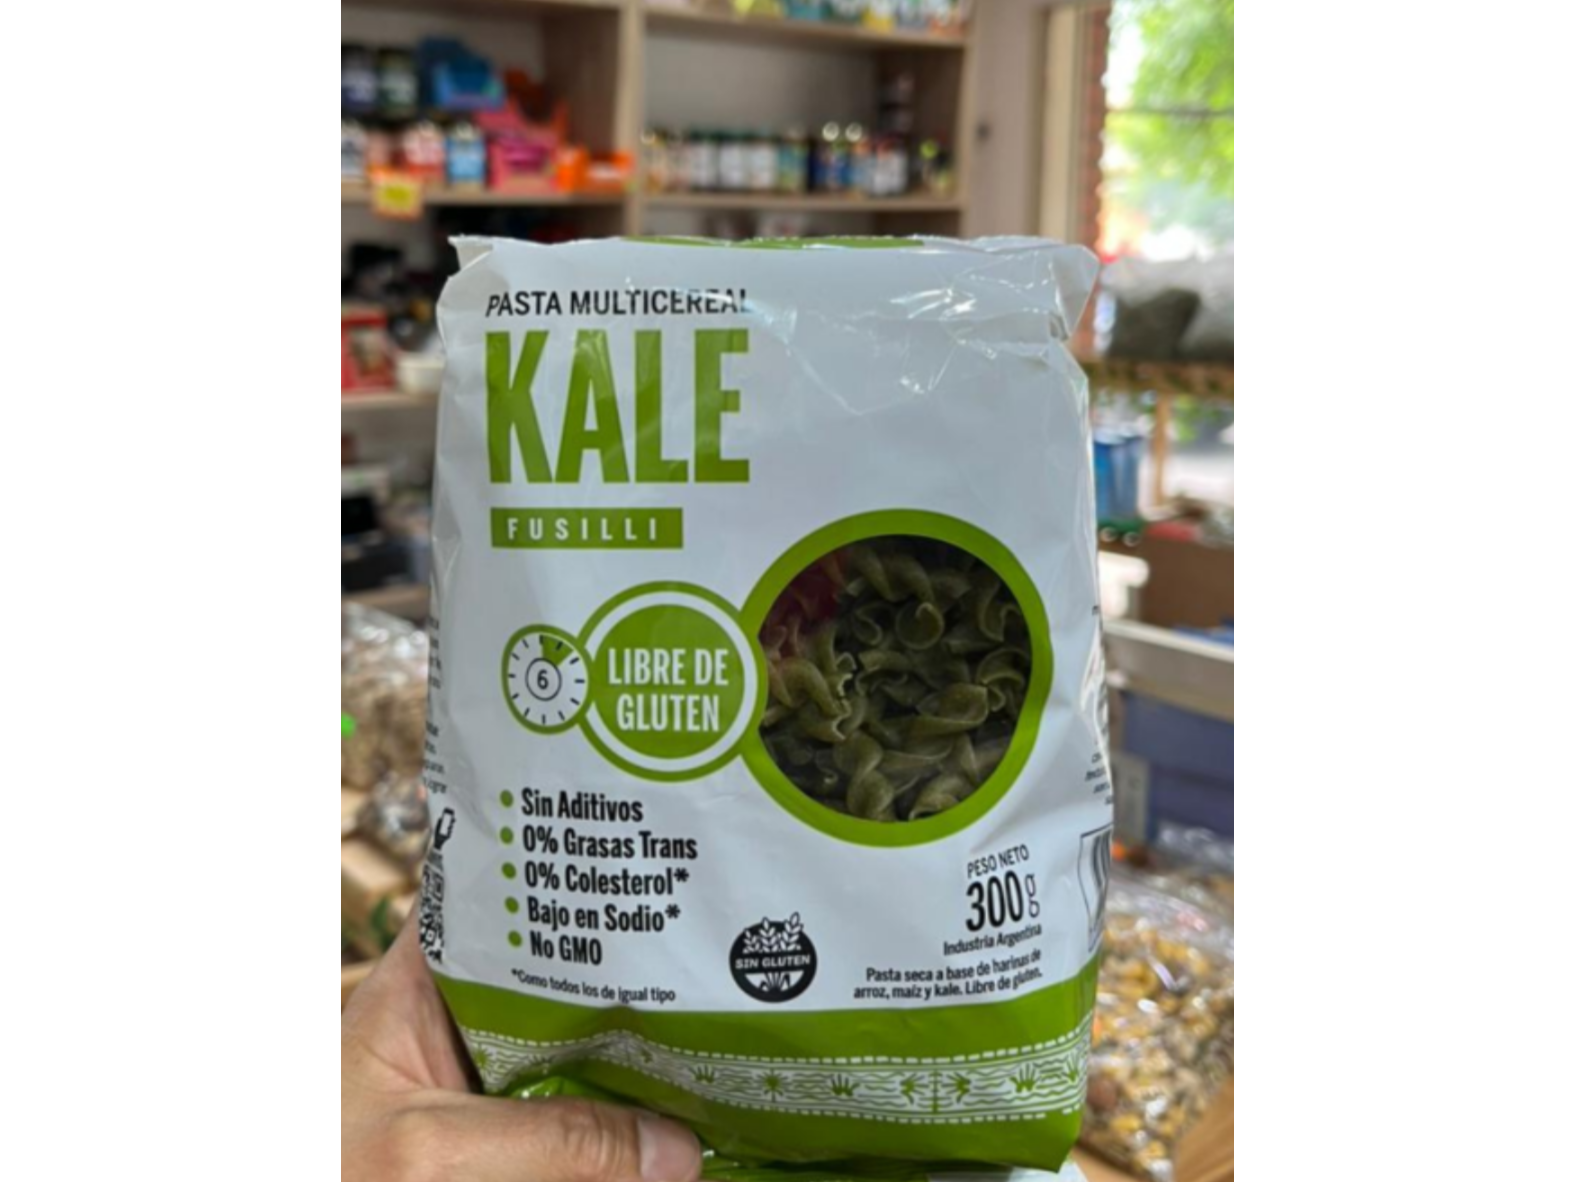 PASTA MULTICEREAL
KALE
FUSILLI
6
LIBRE DE
GLUTEN
Sin Aditivos
0% Grasas Trans
0% Colesterol*
Bajo en Sodio*
No GMO
*Como todos los de igual tipo
SIN GLUTEN
PESO NETO
300g
Industria Argentina
Pasta seca a base de harinas de
arroz, maíz y kale. Libre de gluten.